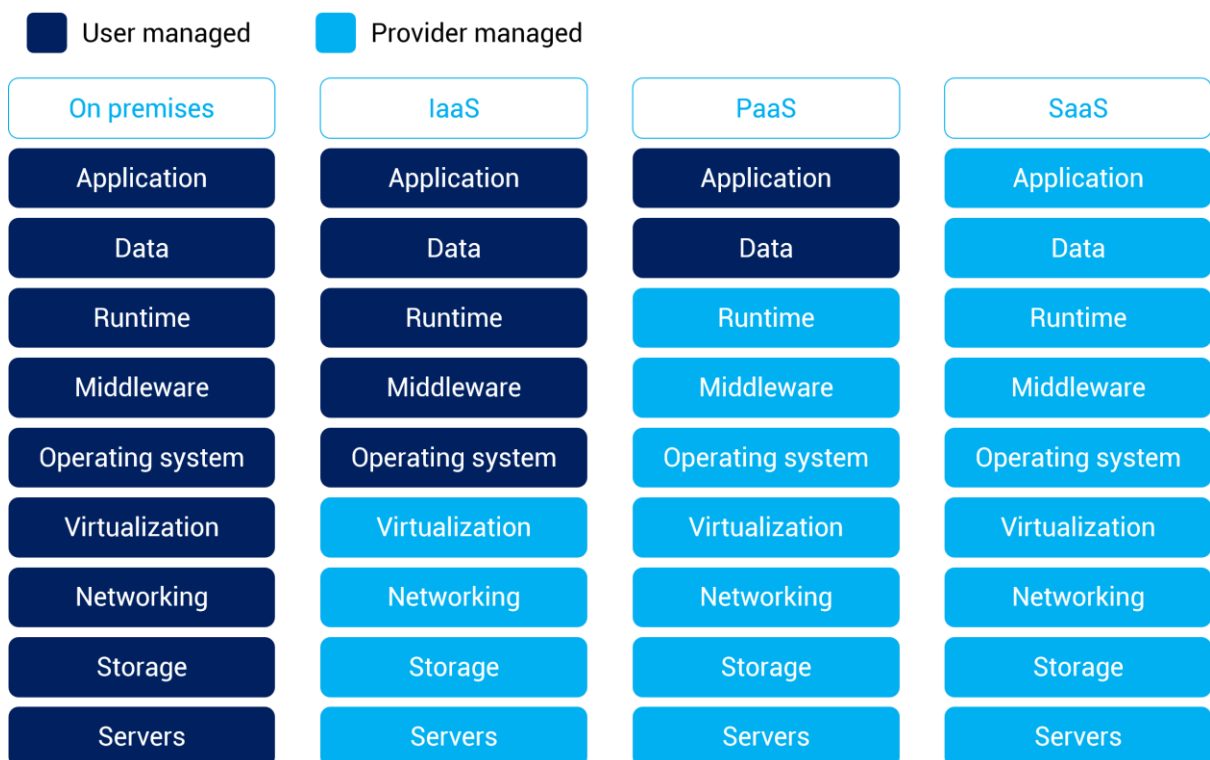 User managed
Provider managed
On premises
IaaS
PaaS
SaaS
Application
Application
Application
Application
Data
Data
Data
Data
Runtime
Runtime
Runtime
Runtime
Middleware
Middleware
Middleware
Middleware
Operating system
Operating system
Operating system
Operating system
Virtualization
Virtualization
Virtualization
Virtualization
Networking
Networking
Networking
Networking
Storage
Storage
Storage
Storage
Servers
Servers
Servers
Servers